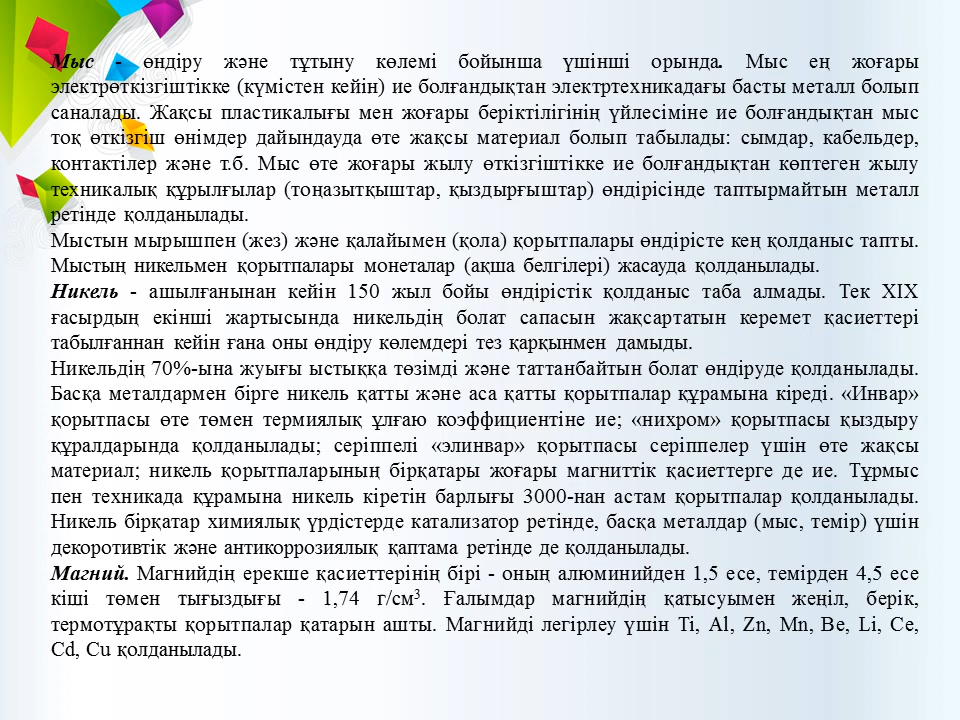 Мыс - өндіру және тұтыну көлемі бойынша үшінші орында. Мыс ең жоғары
электрөткізгіштікке (күмістен кейін) ие болғандықтан электртехникадағы басты металл болып
саналады. Жақсы пластикалығы мен жоғары беріктілігінің үйлесіміне ие болғандықтан мыс
тоқ өткізгіш өнімдер дайындауда өте жақсы материал болып табылады: сымдар, кабельдер,
контактілер және т.б. Мыс өте жоғары жылу өткізгіштікке ие болғандықтан көптеген жылу
техникалық құрылғылар (тоңазытқыштар, қыздырғыштар) өндірісінде таптырмайтын металл
ретінде қолданылады.
Мыстын мырышпен (жез) және қалайымен (қола) қорытпалары өндірісте кең қолданыс тапты.
Мыстың никельмен қорытпалары монеталар (ақша белгілері) жасауда қолданылады.
Никель - ашылғанынан кейін 150 жыл бойы өндірістік қолданыс таба алмады. Тек XIX
ғасырдың екінші жартысында никельдің болат сапасын жақсартатын керемет қасиеттері
табылғаннан кейін ғана оны өндіру көлемдері тез қарқынмен дамыды.
Никельдің 70%-ына жуығы ыстыққа төзімді және таттанбайтын болат өндіруде қолданылады.
Басқа металдармен бірге никель қатты және аса қатты қорытпалар құрамына кіреді. «Инвар»
қорытпасы өте төмен термиялық ұлғаю коэффициентіне ие; «нихром» қорытпасы қыздыру
құралдарында қолданылады; серіппелі «элинвар» қорытпасы серіппелер үшін өте жақсы
материал; никель қорытпаларының бірқатары жоғары магниттік қасиеттерге де ие. Тұрмыс
пен техникада құрамына никель кіретін барлығы 3000-нан астам қорытпалар қолданылады.
Никель бірқатар химиялық үрдістерде катализатор ретінде, басқа металдар (мыс, темір) үшін
декоротивтік және антикоррозиялық қаптама ретінде де қолданылады.
Магний. Магнийдің ерекше қасиеттерінің бірі - оның алюминийден 1,5 есе, темірден 4,5 есе
кіші төмен тығыздығы - 1,74 г/см³. Ғалымдар магнийдің қатысуымен жеңіл, берік,
термотұрақты қорытпалар қатарын ашты. Магнийді легірлеу үшін Ti, Al, Zn, Mn, Be, Li, Ce,
Cd, Cu қолданылады.